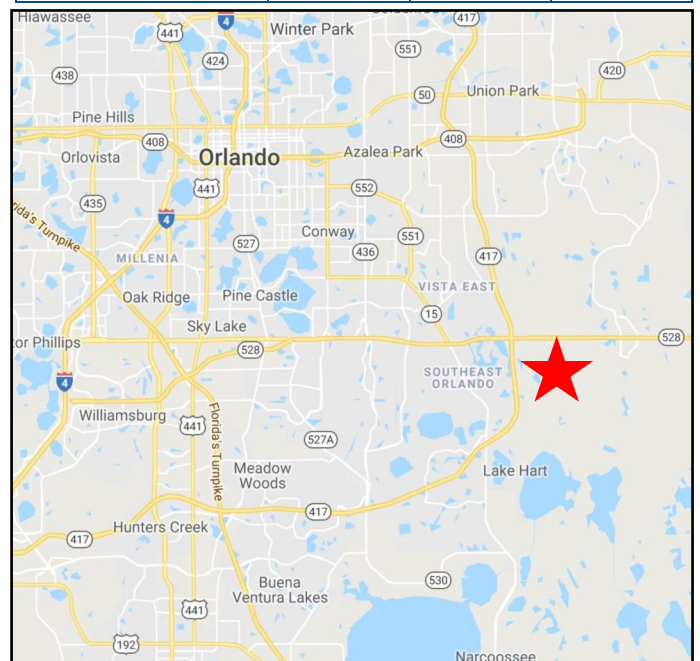 Hiawassee
441
4
Winter Park
417
551
424
438
420
50
Union Park
Pine Hills
408
408
Orlovista
Orlando
Azalea Park
441
552
435
4
rida's Turnpike
527
Conway
551
436
417
MILLENIA
VISTA EAST
Oak Ridge
Pine Castle
15
Sky Lake
tor Phillips
528
528
4
SOUTHEAST
ORLANDO
Williamsburg
441
Florida's Turnpike
527A
Meadow
Woods
Lake Hart
417
Hunters Creek
417
530
Buena
Ventura Lakes
441
192
Narcoossee